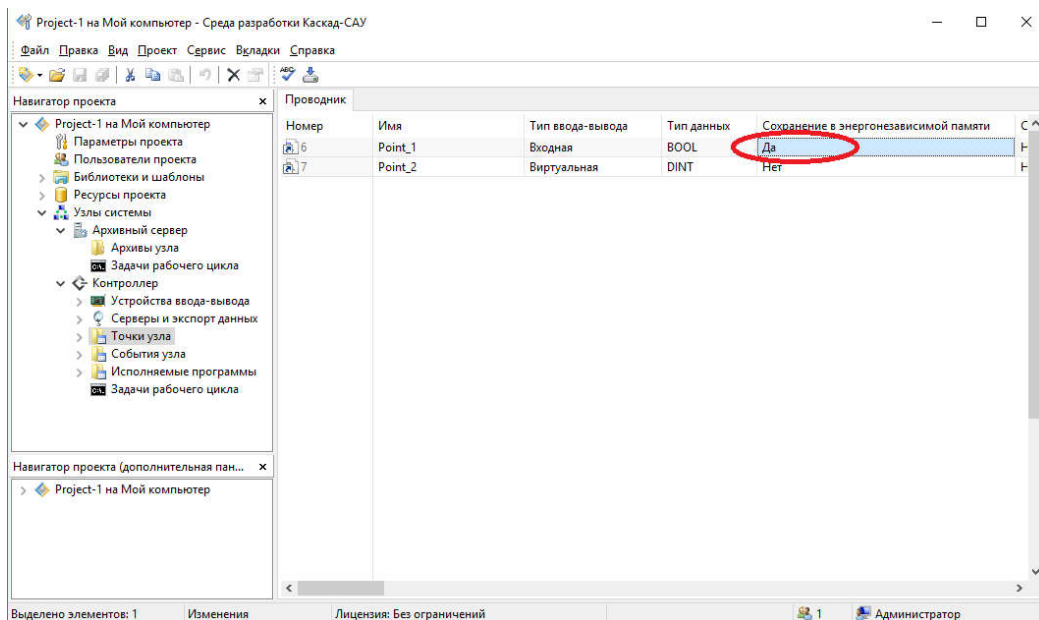 Project-1 на Мой компьютер - Среда разработки Каскад-САУ
Файл Правка Вид Проект Сервис Вкладки Справка
Навигатор проекта
Project-1 на Мой компьютер
Параметры проекта
Пользователи проекта
Библиотеки и шаблоны
Ресурсы проекта
Узлы системы
Архивный сервер
Архивы узла
Задачи рабочего цикла
Контроллер
Устройства ввода-вывода
Серверы и экспорт данных
Точки узла
События узла
Исполняемые программы
Задачи рабочего цикла
Навигатор проекта (дополнительная пан...
Project-1 на Мой компьютер
Проводник
Номер Имя Тип ввода-вывода Тип данных Сохранение в энергонезависимой памяти С
6 Point_1 Входная BOOL Да Н
7 Point_2 Виртуальная DINT Нет Н
Выделено элементов: 1 Изменения Лицензия: Без ограничений 1 Администратор